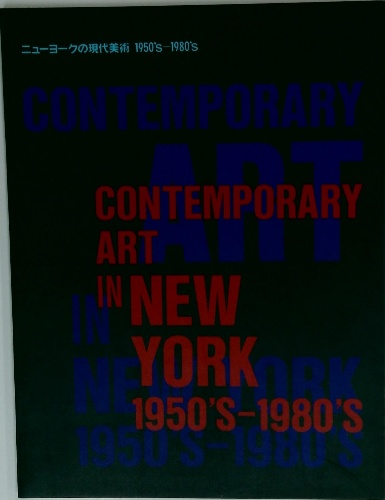 ニューヨークの現代美術 1950's-1980's
CONTEMPORARY
ART
IN
NEW YORK
1950'S-1980'S
CONTEMPORARY
ART
IN NEW
YORK
1950'S-1980'S